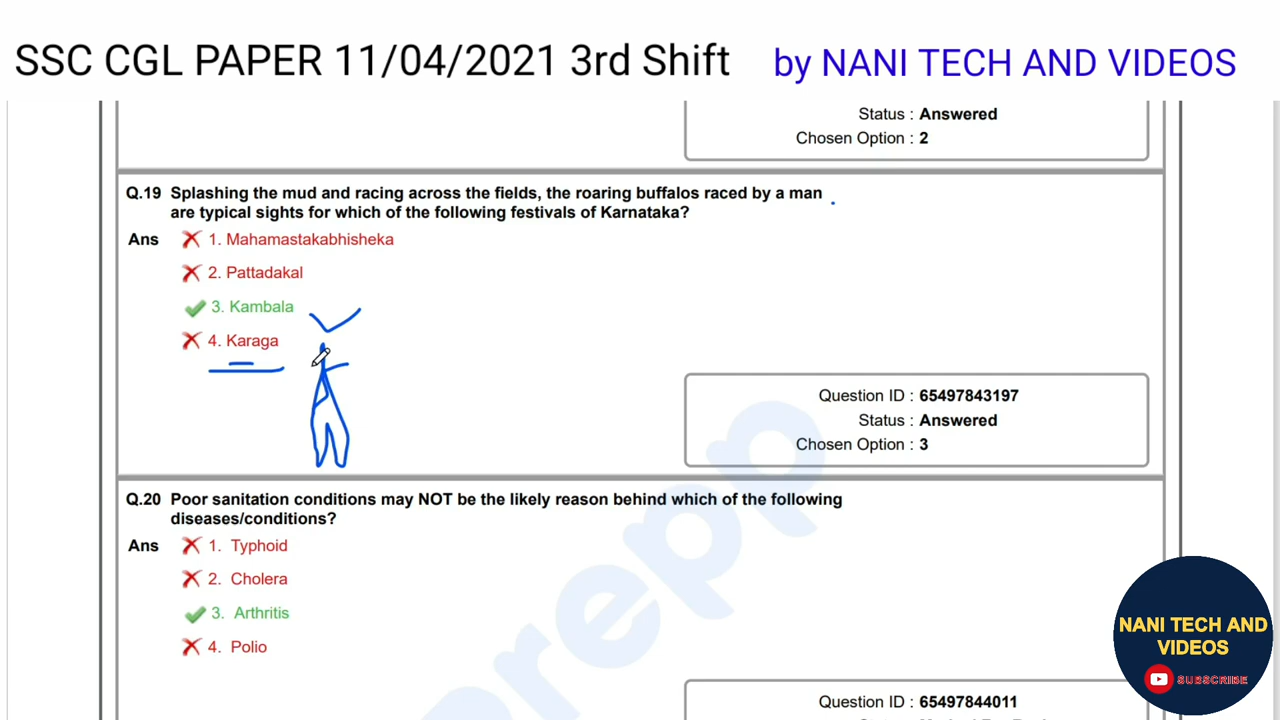 SSC CGL PAPER 11/04/2021 3rd Shift by NANI TECH AND VIDEOS
Status : Answered
Chosen Option : 2
Q.19 Splashing the mud and racing across the fields, the roaring buffalos raced by a man
are typical sights for which of the following festivals of Karnataka?
Ans 1. Mahamastakabhisheka
2. Pattadakal
3. Kambala
4. Karaga
Question ID : 65497843197
Status : Answered
Chosen Option : 3
Q.20 Poor sanitation conditions may NOT be the likely reason behind which of the following
diseases/conditions?
Ans 1. Typhoid
2. Cholera
3. Arthritis
4. Polio
Question ID : 65497844011
prepp
NANI TECH AND
VIDEOS
SUBSCRIBE